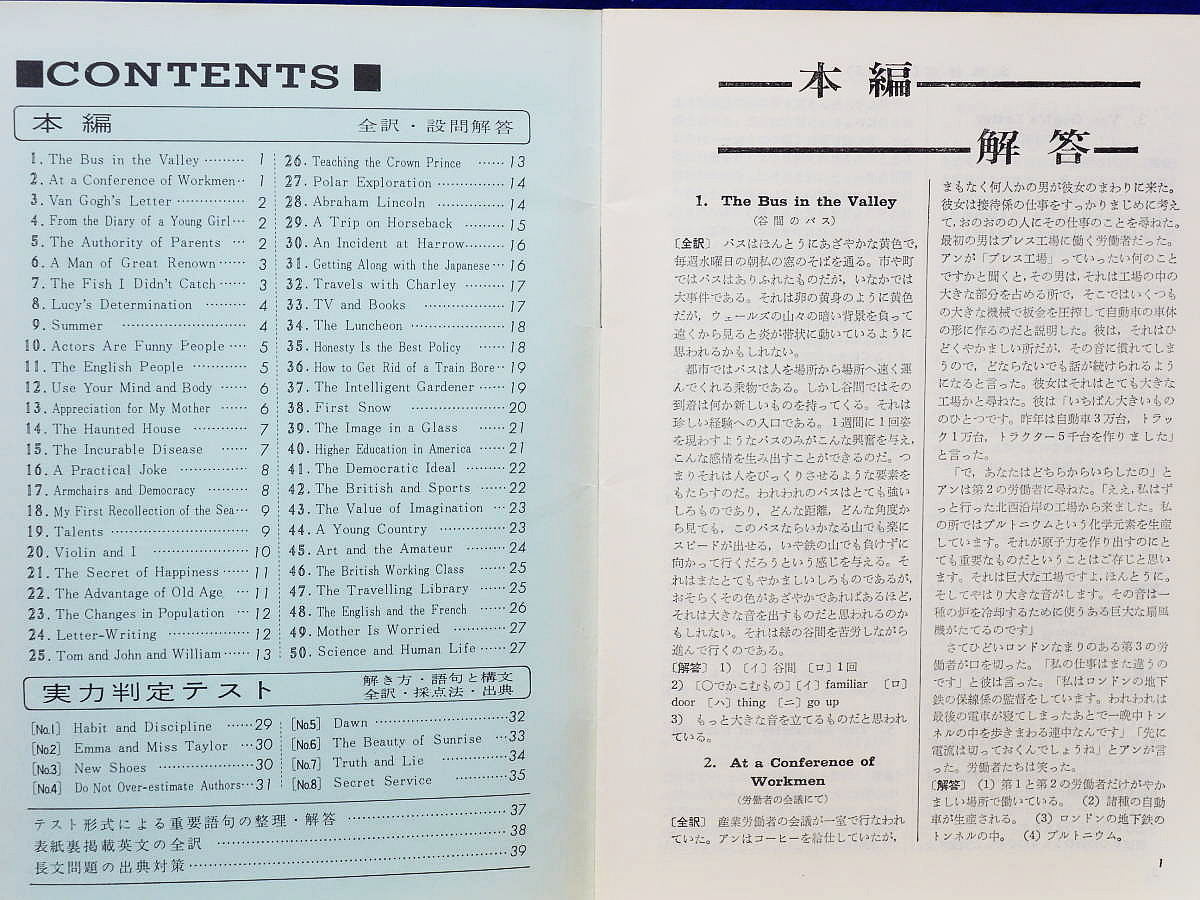 ■CONTENTS■
本編 全訳・設問解答
1. The Bus in the Valley ……… 1
2. At a Conference of Workmen‥ 1
3. Van Gogh's Letter …………… 2
4. From the Diary of a Young Girl… 2
5. The Authority of Parents … 2
6. A Man of Great Renown…… 3
7. The Fish I Didn't Catch …… 3
8. Lucy's Determination ……… 4
9. Summer ……………… 4
10. Actors Are Funny People … 5
11. The English People ………… 5
12. Use Your Mind and Body …… 6
13. Appreciation for My Mother …… 6
14. The Haunted House ………… 7
15. The Incurable Disease …… 7
16. A Practical Joke …………… 8
17. Armchairs and Democracy ……… 8
18. My First Recollection of the Sea… 9
19. Talents ……………………… 9
20. Violin and I ………………… 10
21. The Secret of Happiness …… 11
22. The Advantage of Old Age … 11
23. The Changes in Population … 12
24. Letter-Writing ……………… 12
25. Tom and John and William…… 13
26. Teaching the Crown Prince …… 13
27. Polar Exploration …………… 14
28. Abraham Lincoln …………… 14
29. A Trip on Horseback ……… 15
30. An Incident at Harrow……… 16
31. Getting Along with the Japanese… 16
32. Travels with Charley ……… 17
33. TV and Books ……………… 17
34. The Luncheon ……………… 18
35. Honesty Is the Best Policy …… 18
36. How to Get Rid of a Train Bore‥ 19
37. The Intelligent Gardener …… 19
38. First Snow ………………… 20
39. The Image in a Glass …… 21
40. Higher Education in America …… 21
41. The Democratic Ideal ……… 22
42. The British and Sports …… 22
43. The Value of Imagination … 23
44. A Young Country ………… 23
45. Art and the Amateur ……… 24
46. The British Working Class …… 25
47. The Travelling Library …… 25
48. The English and the French …… 26
49. Mother Is Worried ………… 27
50. Science and Human Life …… 27
実力判定テスト 解き方・語句と構文
全訳・採点法・出典
[No.1] Habit and Discipline ……29
[No.2] Emma and Miss Taylor …30
[No.3] New Shoes ………………30
[No.4] Do Not Over-estimate Authors…31
[No.5] Dawn ……………………32
[No.6] The Beauty of Sunrise …33
[No.7] Truth and Lie ……………34
[No.8] Secret Service ……………35
テスト形式による重要語句の整理・解答 ………………37
表紙裏掲載英文の全訳 ………………38
長文問題の出典対策 ………………39
本編
解答
1. The Bus in the Valley
(谷間のバス)
〔全訳〕 バスはほんとうにあざやかな黄色で,
毎週水曜日の朝私の窓のそばを通る。市や町
ではバスはありふれたものだが, いなかでは
大事件である。それは卵の黄身のように黄色
だが, ウェールズの山々の暗い背景を負って
遠くから見ると炎が帯状に動いているように
思われるかもしれない。
都市ではバスは人を場所から場所へ速く運
んでくれる乗物である。しかし谷間ではその
到着は何か新しいものを持ってくる。それは
珍しい経験への入口である。1週間に1回姿
を現わすようなバスのみがこんな興奮を与え,
こんな感情を生み出すことができるのだ。つ
まりそれは人をびっくりさせるような要素を
もたらすのだ。われわれのバスはとても強い
しろものであり, どんな距離, どんな角度か
ら見ても, このバスならいかなる山でも楽に
スピードが出せる, いや鉄の山でも負けずに
向かって行くだろうという感じを与える。そ
れはまたとてもやかましいしろものであるが,
おそらくその色があざやかであればあるほど,
それは大きな音を出すものだと思われるのか
もしれない。それは緑の谷間を苦労しながら
進んで行くのである。
〔解答〕 1) 〔イ〕谷間 〔ロ〕1回
2) 〔○でかこむもの〕〔イ〕familiar 〔ロ〕
door 〔ハ〕thing 〔ニ〕go up
3) もっと大きな音を立てるものだと思われ
ている。
2. At a Conference of
Workmen
(労働者の会議にて)
〔全訳〕 産業労働者の会議が一室で行なわれ
ていた。アンはコーヒーを給仕していたが,
まもなく何人かの男が彼女のまわりに来た。
彼女は接待係の仕事をすっかりまじめに考え
て, おのおのの人にその仕事のことを尋ねた。
最初の男はプレス工場に働く労働者だった。
アンが「プレス工場」っていったい何のこと
ですかと聞くと, その男は, それは工場の中の
大きな部分を占める所で, そこではいくつも
の大きな機械で板金を圧搾して自動車の車体
の形に作るのだと説明した。彼は, それはひ
どくやかましい所だが, その音に慣れてしま
うので, どならないでも話が続けられるよう
になると言った。彼女はそれはとても大きな
工場かと尋ねた。彼は「いちばん大きいもの
のひとつです。昨年は自動車3万台, トラッ
ク1万台, トラクター5千台を作りました」
と言った。
「で, あなたはどちらからいらしたの」と
アンは第2の労働者に尋ねた。「ええ, 私はず
っと行った北西沿岸の工場から来ました。私
の所ではプルトニウムという化学元素を生産
しています。それが原子力を作り出すのにと
ても重要なものだということはご存じと思い
ます。それは巨大な工場ですよ, ほんとうに。
そしてやはり大きな音がします。その音は一
種の炉を冷却するために使うある巨大な扇風
機がたてるのです」
さてひどいロンドンなまりのある第3の労
働者が口を切った。「私の仕事はまた違うの
です」と彼は言った。「私はロンドンの地下
鉄の保線係の監督をしています。われわれは
最後の電車が寝てしまったあとで一晩中トン
ネルの中を歩きまわる連中なんです」「先に
電流は切っておくんでしょうね」とアンが言
った。労働者たちは笑った。
〔解答〕 (1) 第1と第2の労働者だけがやか
ましい場所で働いている。 (2) 諸種の自動
車が生産される。 (3) ロンドンの地下鉄の
トンネルの中。 (4) プルトニウム。
1